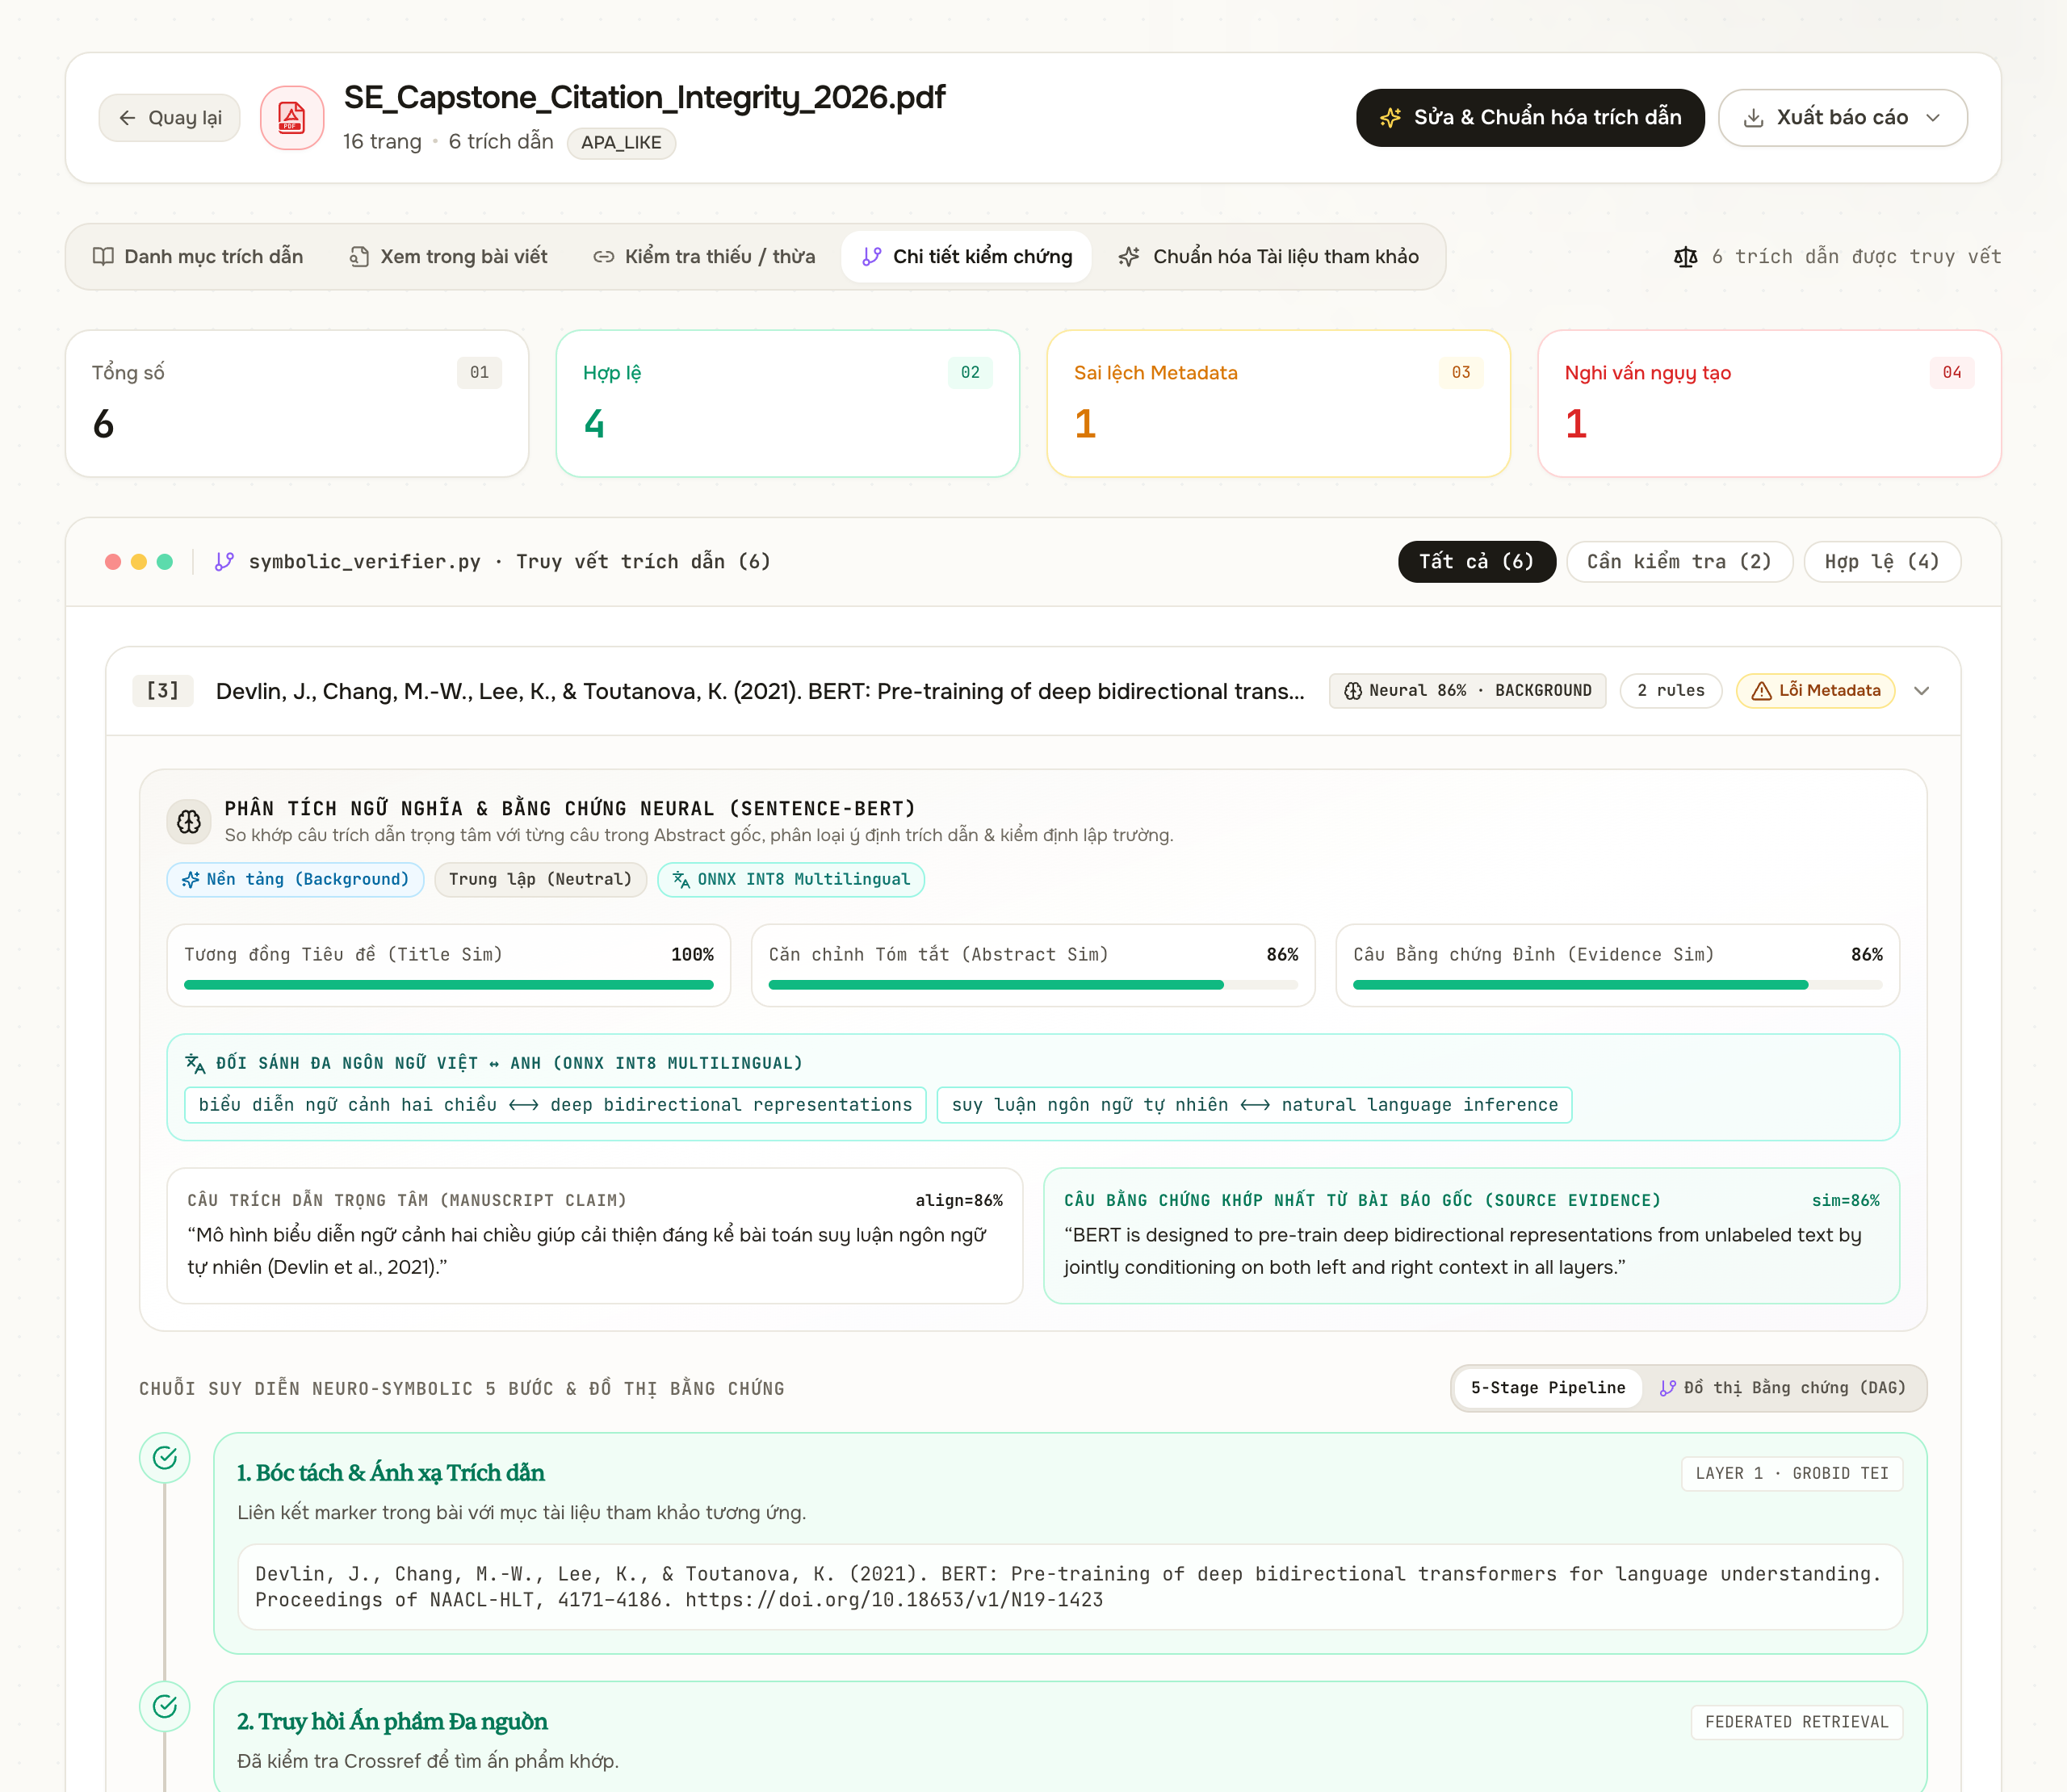 Quay lại
SE_Capstone_Citation_Integrity_2026.pdf
16 trang • 6 trích dẫn APA_LIKE
Sửa & Chuẩn hóa trích dẫn
Xuất báo cáo
Danh mục trích dẫn
Xem trong bài viết
Kiểm tra thiếu / thừa
Chi tiết kiểm chứng
Chuẩn hóa Tài liệu tham khảo
6 trích dẫn được truy vết
Tổng số 01
6
Hợp lệ 02
4
Sai lệch Metadata 03
1
Nghi vấn ngụy tạo 04
1
symbolic_verifier.py · Truy vết trích dẫn (6)
Tất cả (6)
Cần kiểm tra (2)
Hợp lệ (4)
[3] Devlin, J., Chang, M.-W., Lee, K., & Toutanova, K. (2021). BERT: Pre-training of deep bidirectional trans...
Neural 86% · BACKGROUND
2 rules
Lỗi Metadata
PHÂN TÍCH NGỮ NGHĨA & BẰNG CHỨNG NEURAL (SENTENCE-BERT)
So khớp câu trích dẫn trọng tâm với từng câu trong Abstract gốc, phân loại ý định trích dẫn & kiểm định lập trường.
Nền tảng (Background)
Trung lập (Neutral)
ONNX INT8 Multilingual
Tương đồng Tiêu đề (Title Sim) 100%
Căn chỉnh Tóm tắt (Abstract Sim) 86%
Câu Bằng chứng Đỉnh (Evidence Sim) 86%
ĐỐI SÁNH ĐA NGÔN NGỮ VIỆT ↔ ANH (ONNX INT8 MULTILINGUAL)
biểu diễn ngữ cảnh hai chiều ⟷ deep bidirectional representations
suy luận ngôn ngữ tự nhiên ⟷ natural language inference
CÂU TRÍCH DẪN TRỌNG TÂM (MANUSCRIPT CLAIM) align=86%
“Mô hình biểu diễn ngữ cảnh hai chiều giúp cải thiện đáng kể bài toán suy luận ngôn ngữ
tự nhiên (Devlin et al., 2021).”
CÂU BẰNG CHỨNG KHỚP NHẤT TỪ BÀI BÁO GỐC (SOURCE EVIDENCE) sim=86%
“BERT is designed to pre-train deep bidirectional representations from unlabeled text by
jointly conditioning on both left and right context in all layers.”
CHUỖI SUY DIỄN NEURO-SYMBOLIC 5 BƯỚC & ĐỒ THỊ BẰNG CHỨNG
5-Stage Pipeline
Đồ thị Bằng chứng (DAG)
1. Bóc tách & Ánh xạ Trích dẫn
LAYER 1 · GROBID TEI
Liên kết marker trong bài với mục tài liệu tham khảo tương ứng.
Devlin, J., Chang, M.-W., Lee, K., & Toutanova, K. (2021). BERT: Pre-training of deep bidirectional transformers for language understanding.
Proceedings of NAACL-HLT, 4171–4186. https://doi.org/10.18653/v1/N19-1423
2. Truy hồi Ấn phẩm Đa nguồn
FEDERATED RETRIEVAL
Đã kiểm tra Crossref để tìm ấn phẩm khớp.